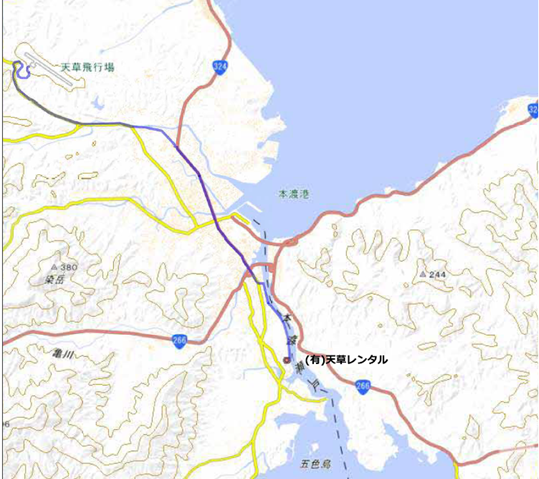 天草飛行場
324
324
本渡港
380
染岳
244
266
本渡瀬戸
亀川
(有)天草レンタル
266
五色島